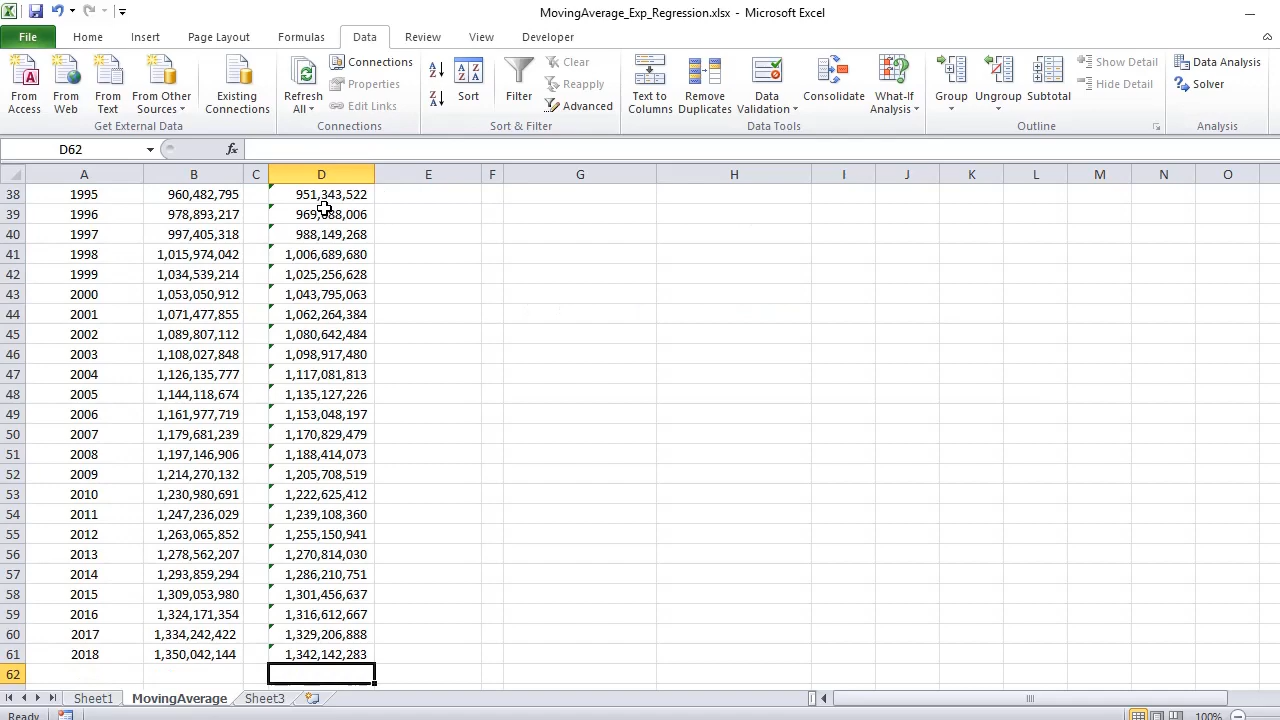 MovingAverage_Exp_Regression.xlsx - Microsoft Excel
File Home Insert Page Layout Formulas Data Review View Developer
From Access
From Web
From Text
From Other Sources
Existing Connections
Get External Data
Refresh All
Connections
Properties
Edit Links
Connections
Sort
Filter
Clear
Reapply
Advanced
Sort & Filter
Text to Columns
Remove Duplicates
Data Validation
Consolidate
What-If Analysis
Data Tools
Group
Ungroup
Subtotal
Show Detail
Hide Detail
Outline
Data Analysis
Solver
Analysis
D62 fx
A B C D E F G H I J K L M N O
38 1995 960,482,795 951,343,522
39 1996 978,893,217
40 1997 997,405,318 988,149,268
41 1998 1,015,974,042 1,006,689,680
42 1999 1,034,539,214 1,025,256,628
43 2000 1,053,050,912 1,043,795,063
44 2001 1,071,477,855 1,062,264,384
45 2002 1,089,807,112 1,080,642,484
46 2003 1,108,027,848 1,098,917,480
47 2004 1,126,135,777 1,117,081,813
48 2005 1,144,118,674 1,135,127,226
49 2006 1,161,977,719 1,153,048,197
50 2007 1,179,681,239 1,170,829,479
51 2008 1,197,146,906 1,188,414,073
52 2009 1,214,270,132 1,205,708,519
53 2010 1,230,980,691 1,222,625,412
54 2011 1,247,236,029 1,239,108,360
55 2012 1,263,065,852 1,255,150,941
56 2013 1,278,562,207 1,270,814,030
57 2014 1,293,859,294 1,286,210,751
58 2015 1,309,053,980 1,301,456,637
59 2016 1,324,171,354 1,316,612,667
60 2017 1,334,242,422 1,329,206,888
61 2018 1,350,042,144 1,342,142,283
62
Sheet1 MovingAverage Sheet3
Ready 100%